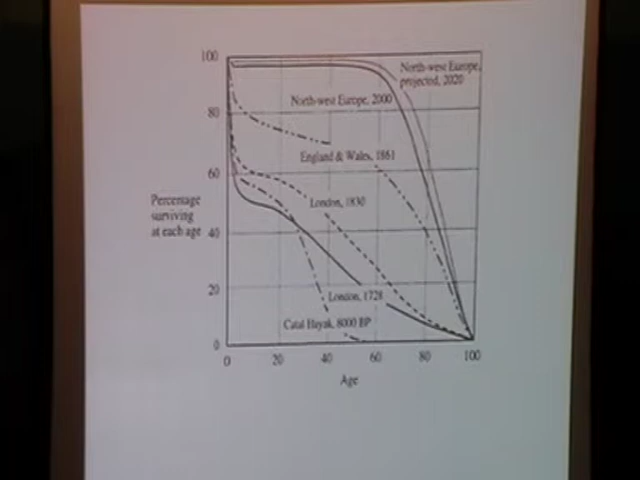 100
North-west Europe,
projected, 2020
North-west Europe, 2000
80
England & Wales, 1861
60
London, 1830
Percentage
surviving
at each age
40
20
London, 1728
Catal Huyak, 8000 BP
0
0 20 40 60 80 100
Age